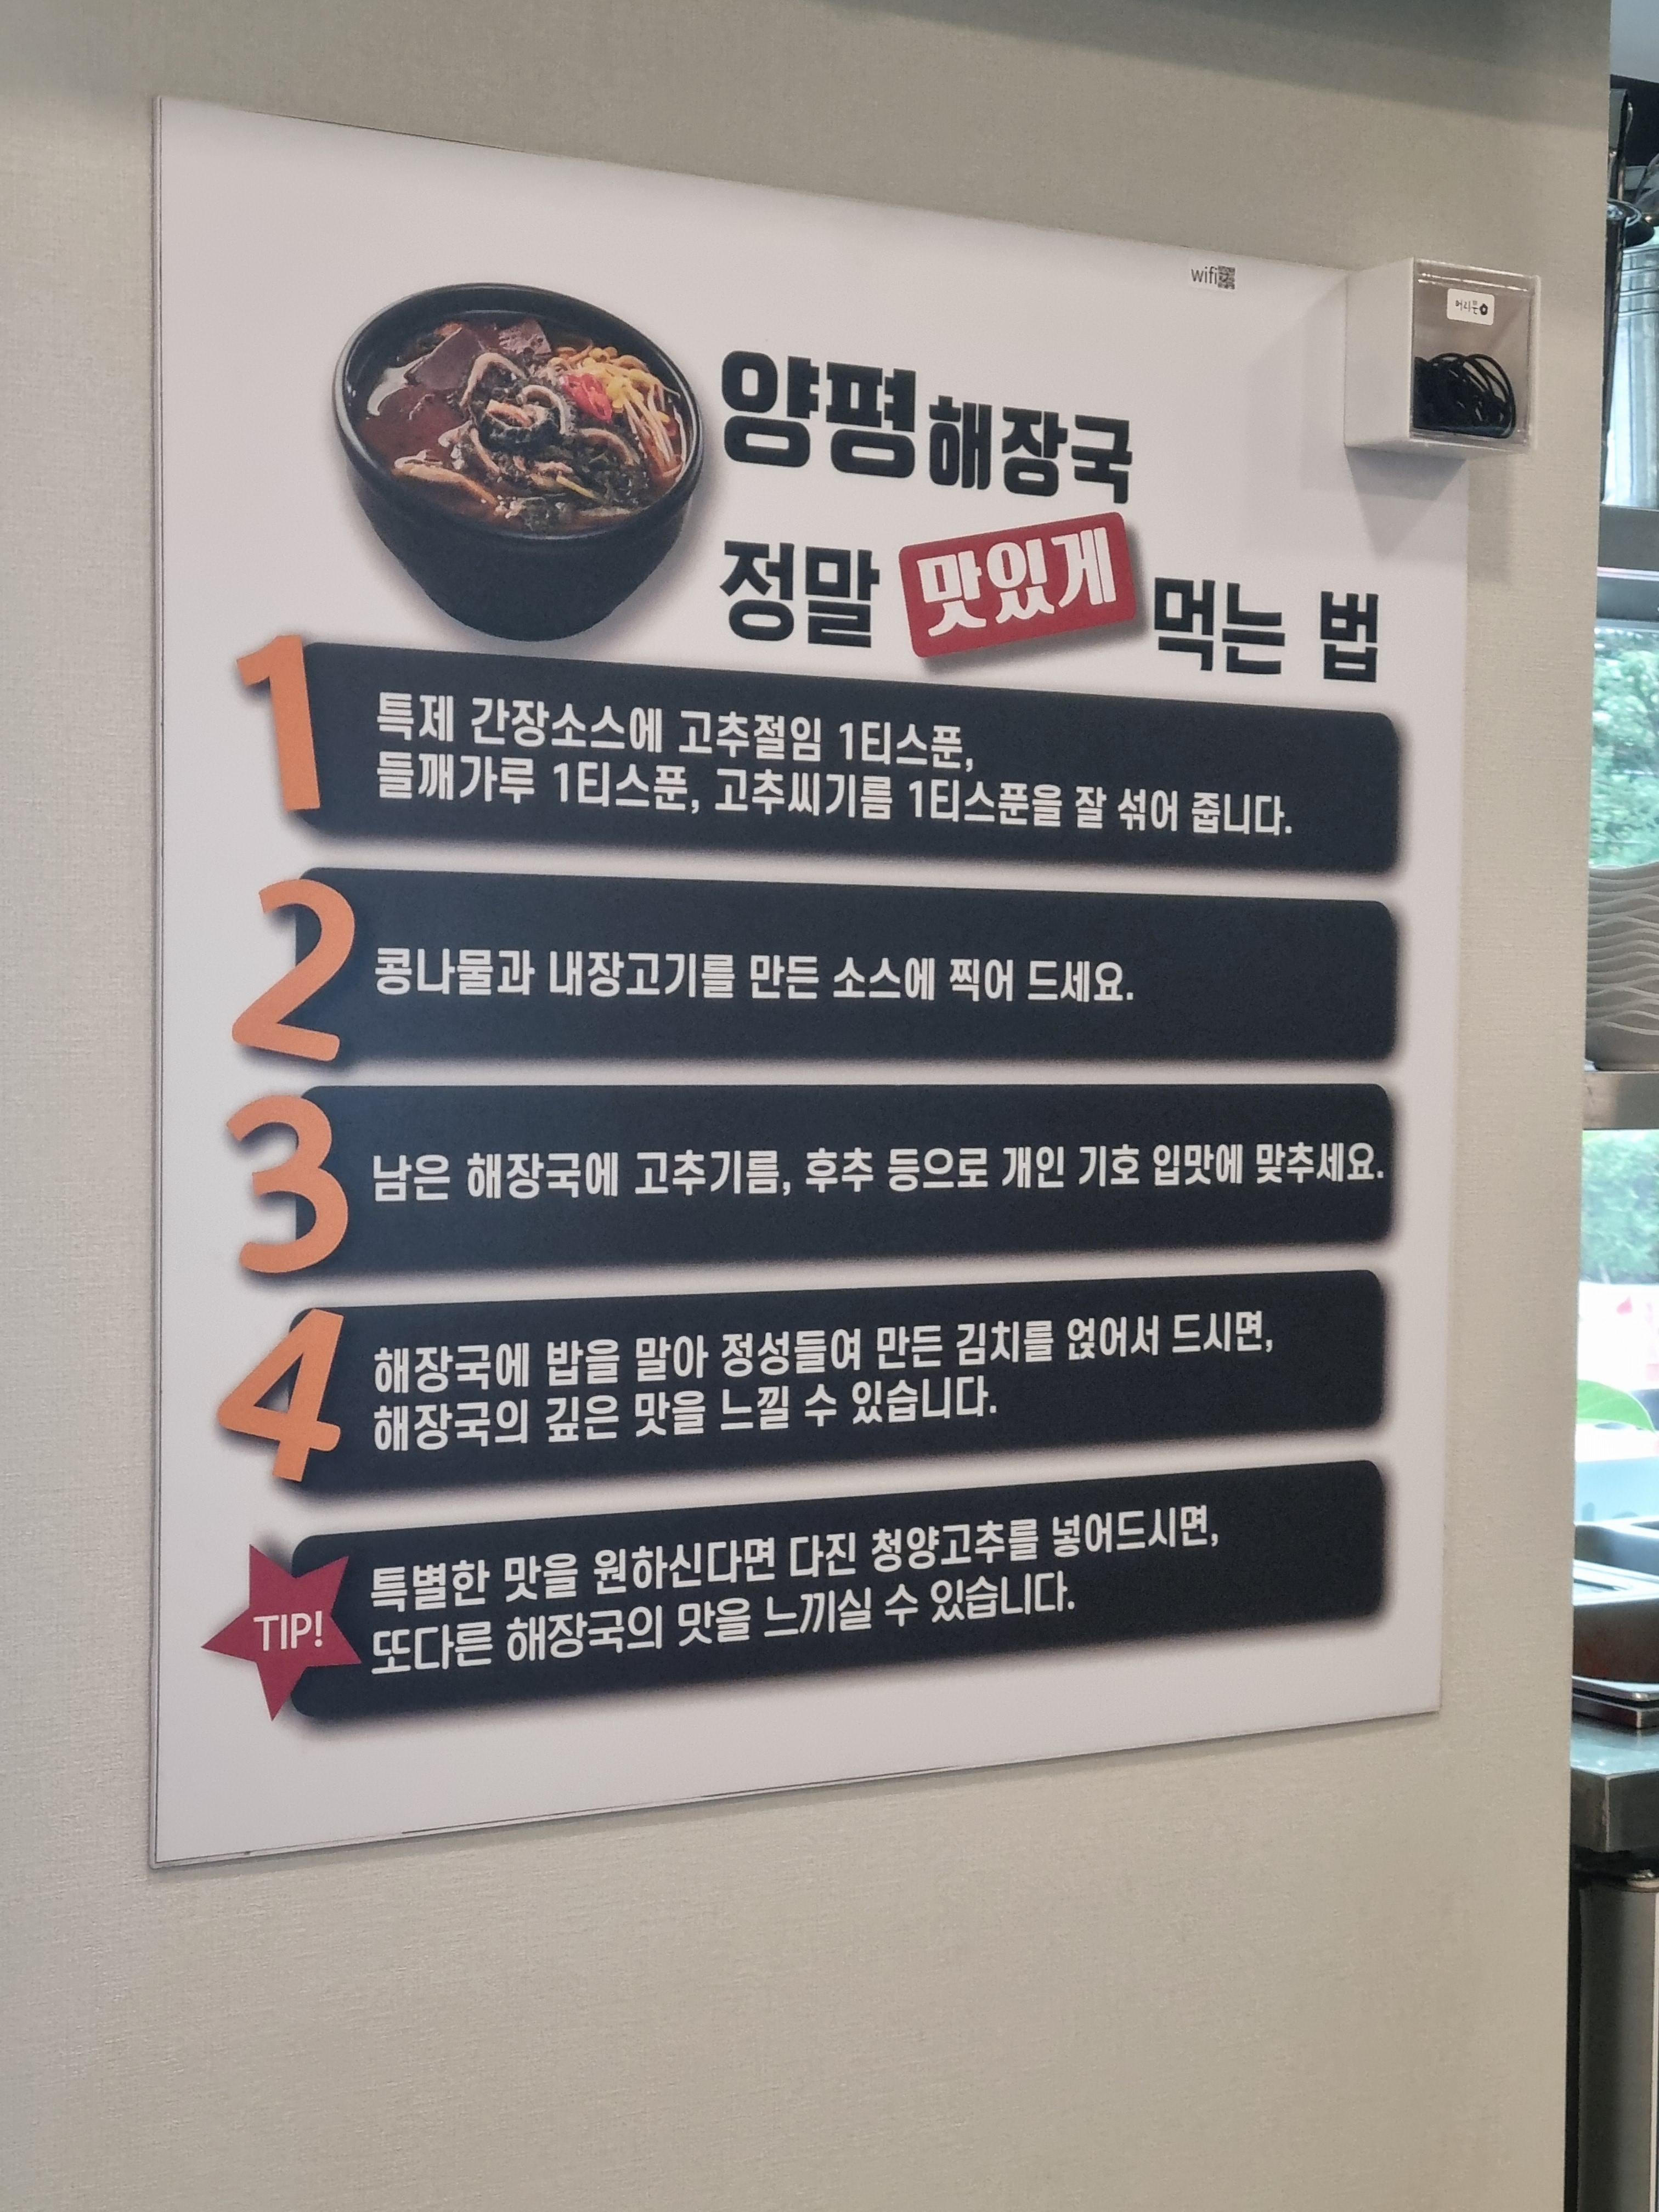 wifi
머리끈
양평해장국
정말 맛있게 먹는 법
1
특제 간장소스에 고추절임 1티스푼,
들깨가루 1티스푼, 고추씨기름 1티스푼을 잘 섞어 줍니다.
2
콩나물과 내장고기를 만든 소스에 찍어 드세요.
3
남은 해장국에 고추기름, 후추 등으로 개인 기호 입맛에 맞추세요.
4
해장국에 밥을 말아 정성들여 만든 김치를 얹어서 드시면,
해장국의 깊은 맛을 느낄 수 있습니다.
TIP!
특별한 맛을 원하신다면 다진 청양고추를 넣어드시면,
또다른 해장국의 맛을 느끼실 수 있습니다.